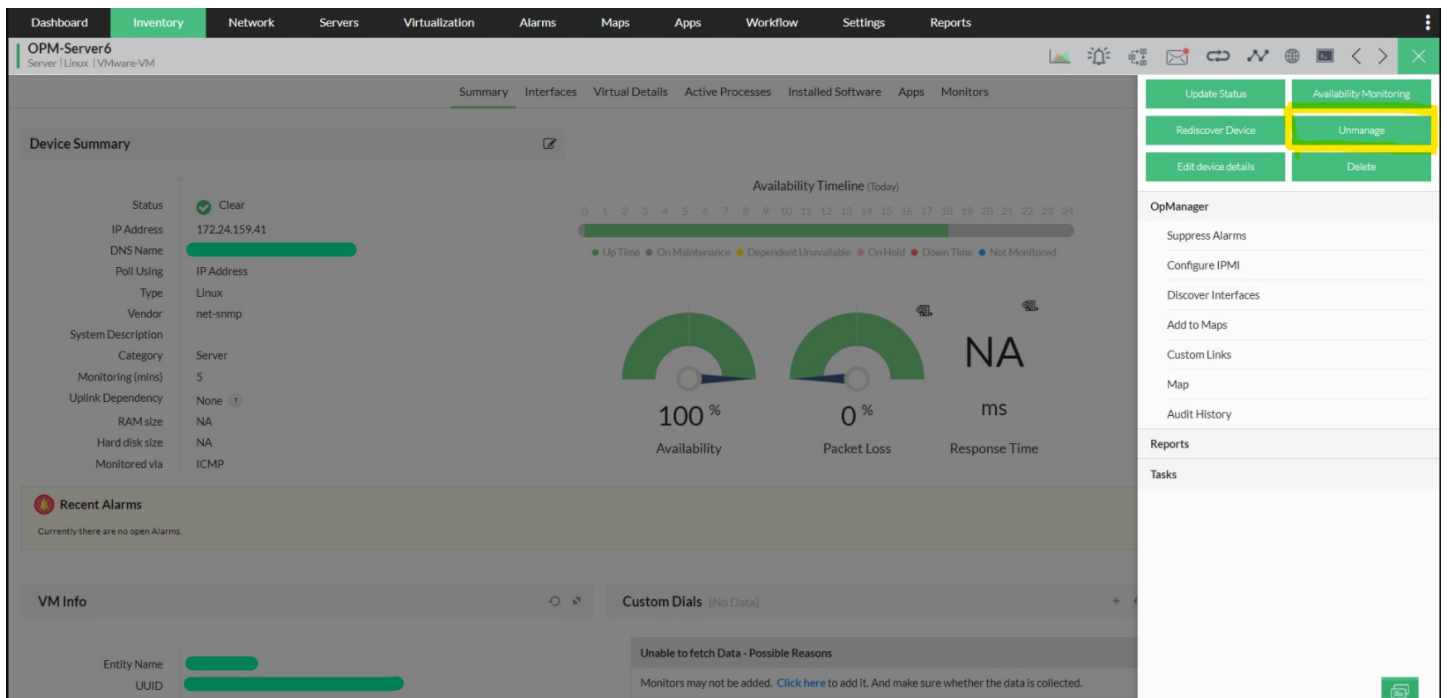 Dashboard Inventory Network Servers Virtualization Alarms Maps Apps Workflow Settings Reports
OPM-Server6
Server | Linux | VMware-VM
Summary Interfaces Virtual Details Active Processes Installed Software Apps Monitors
Device Summary
Status Clear
IP Address 172.24.159.41
DNS Name
Poll Using IP Address
Type Linux
Vendor net-snmp
System Description
Category Server
Monitoring (mins) 5
Uplink Dependency None ?
RAM size NA
Hard disk size NA
Monitored via ICMP
Availability Timeline (Today)
0 1 2 3 4 5 6 7 8 9 10 11 12 13 14 15 16 17 18 19 20 21 22 23 24
Up Time On Maintenance Dependent Unavailable On Hold Down Time Not Monitored
100 % 0 % NA ms
Availability Packet Loss Response Time
Recent Alarms
Currently there are no open Alarms.
VM Info
Entity Name
UUID
Custom Dials [No Data]
Unable to fetch Data - Possible Reasons
Monitors may not be added. Click here to add it. And make sure whether the data is collected.
Update Status Availability Monitoring
Rediscover Device Unmanage
Edit device details Delete
OpManager
Suppress Alarms
Configure IPMI
Discover Interfaces
Add to Maps
Custom Links
Map
Audit History
Reports
Tasks